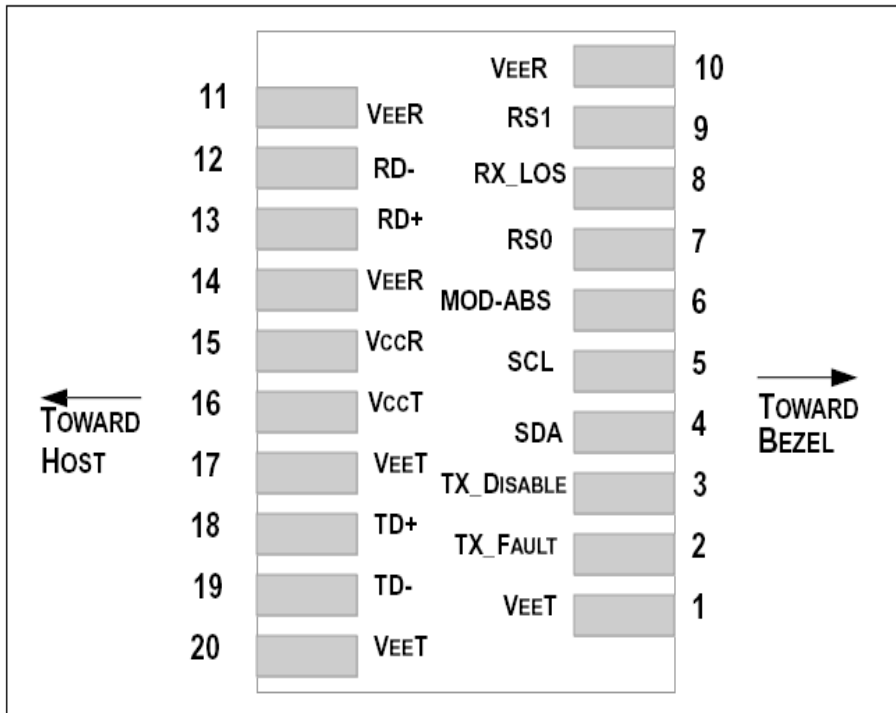 VEER 10
11 VEER
RS1 9
12 RD-
RX_LOS 8
13 RD+
RS0 7
14 VEER
MOD-ABS 6
15 VCCR
SCL 5
16 VCCT
TOWARD
HOST
TOWARD
BEZEL
SDA 4
17 VEET
TX_DISABLE 3
18 TD+
TX_FAULT 2
19 TD-
VEET 1
20 VEET